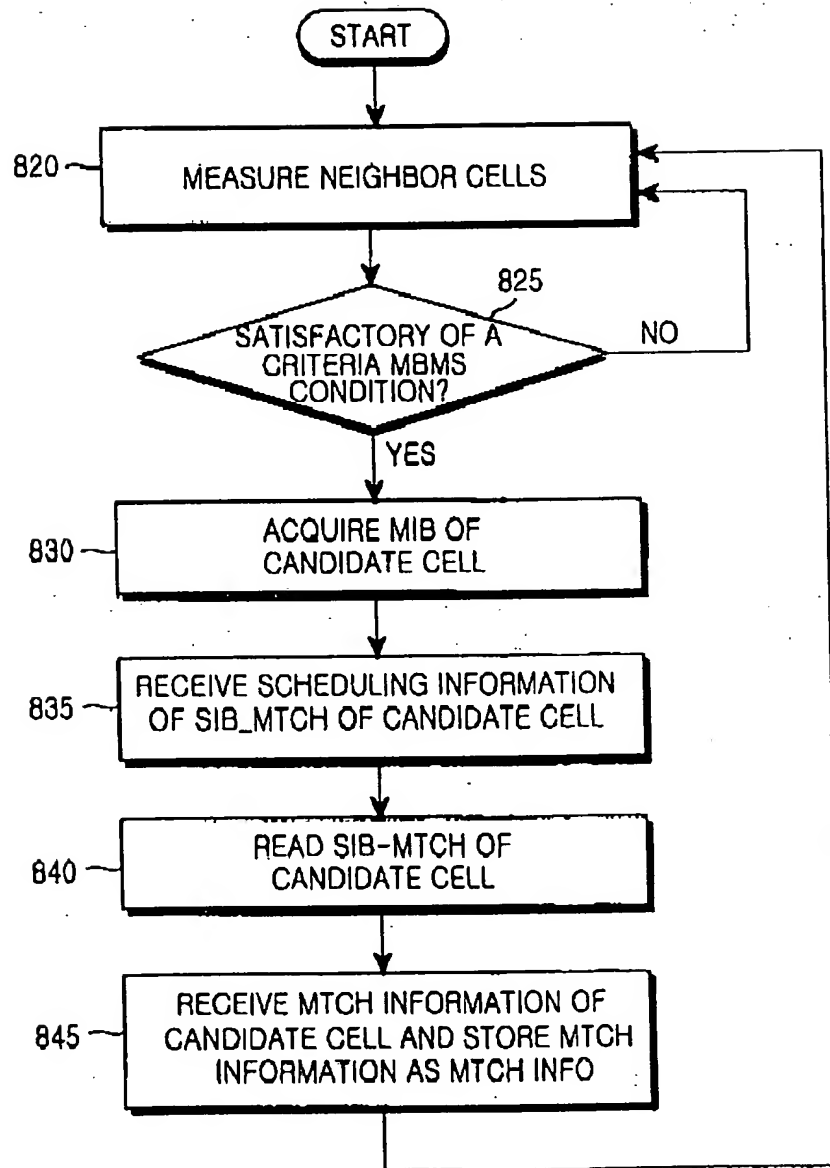 START
820
MEASURE NEIGHBOR CELLS
825
SATISFACTORY OF A
CRITERIA MBMS
CONDITION?
NO
YES
830
ACQUIRE MIB OF
CANDIDATE CELL
835
RECEIVE SCHEDULING INFORMATION
OF SIB_MTCH OF CANDIDATE CELL
840
READ SIB-MTCH OF
CANDIDATE CELL
845
RECEIVE MTCH INFORMATION OF
CANDIDATE CELL AND STORE MTCH
INFORMATION AS MTCH INFO